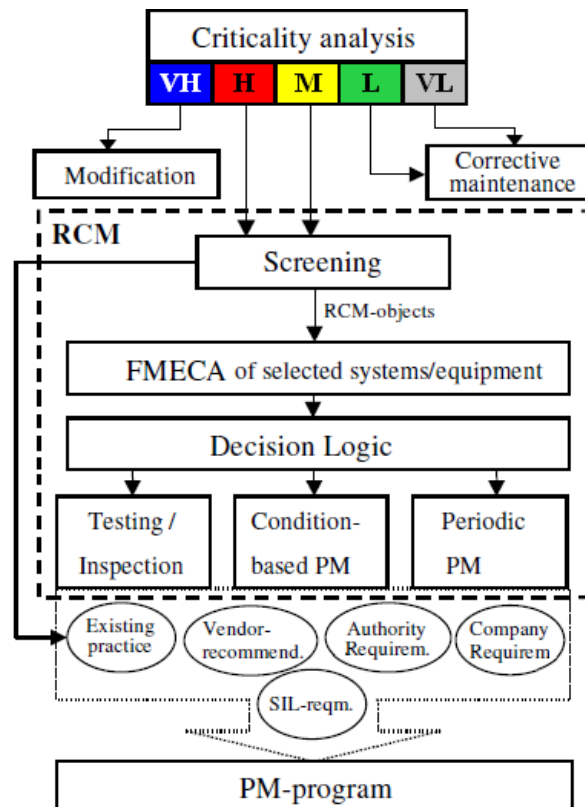 Criticality analysis
VH H M L VL
Modification
Corrective
maintenance
RCM
Screening
RCM-objects
FMECA of selected systems/equipment
Decision Logic
Testing /
Inspection
Condition-
based PM
Periodic
PM
Existing
practice
Vendor-
recommend.
Authority
Requirem.
Company
Requirem
SIL-reqm.
PM-program